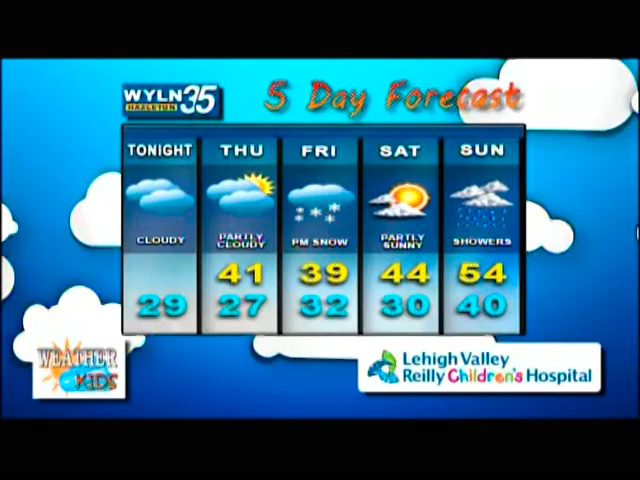 WYLN 35
HAZLETON
5 Day Forecast
TONIGHT THU FRI SAT SUN
CLOUDY PARTLY CLOUDY PM SNOW PARTLY SUNNY SHOWERS
41 39 44 54
29 27 32 30 40
WEATHER
KIDS
Lehigh Valley
Reilly Children's Hospital